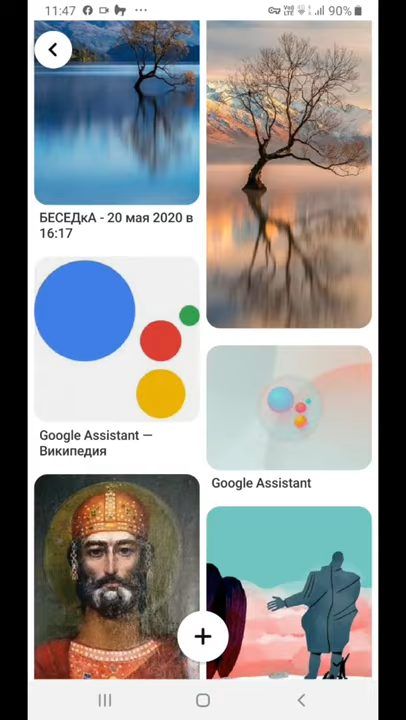 11:47
90%
БЕСЕДкА - 20 мая 2020 в
16:17
Google Assistant —
Википедия
Google Assistant